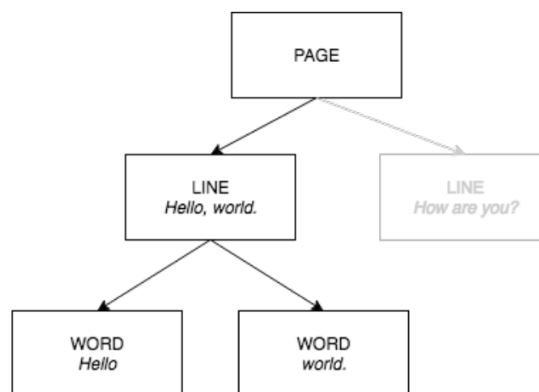 PAGE
LINE
Hello, world.
LINE
How are you?
WORD
Hello
WORD
world.